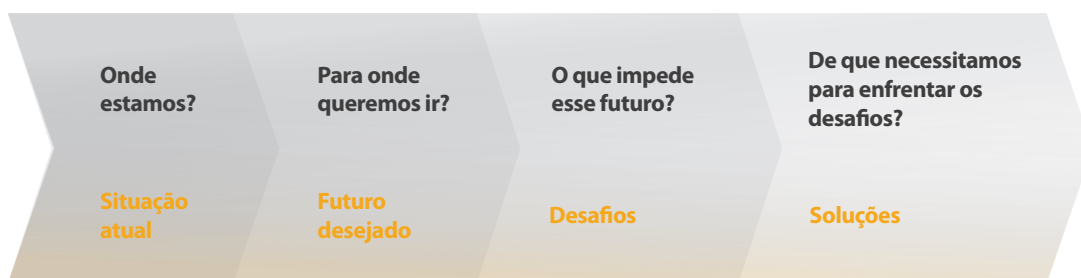 Onde
estamos?
Situação
atual
Para onde
queremos ir?
Futuro
desejado
O que impede
esse futuro?
Desafios
De que necessitamos
para enfrentar os
desafios?
Soluções